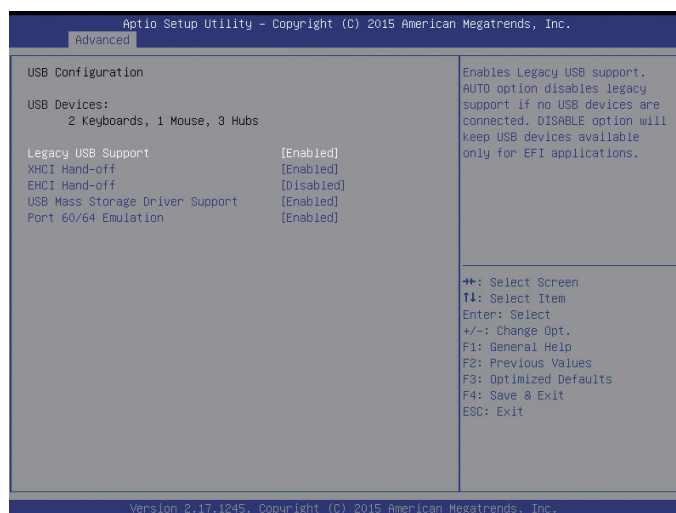 Aptio Setup Utility – Copyright (C) 2015 American Megatrends, Inc.
Advanced
USB Configuration
USB Devices:
2 Keyboards, 1 Mouse, 3 Hubs
Legacy USB Support [Enabled]
XHCI Hand-off [Enabled]
EHCI Hand-off [Disabled]
USB Mass Storage Driver Support [Enabled]
Port 60/64 Emulation [Enabled]
Enables Legacy USB support.
AUTO option disables legacy
support if no USB devices are
connected. DISABLE option will
keep USB devices available
only for EFI applications.
→←: Select Screen
↑↓: Select Item
Enter: Select
+/-: Change Opt.
F1: General Help
F2: Previous Values
F3: Optimized Defaults
F4: Save & Exit
ESC: Exit
Version 2.17.1245. Copyright (C) 2015 American Megatrends, Inc.